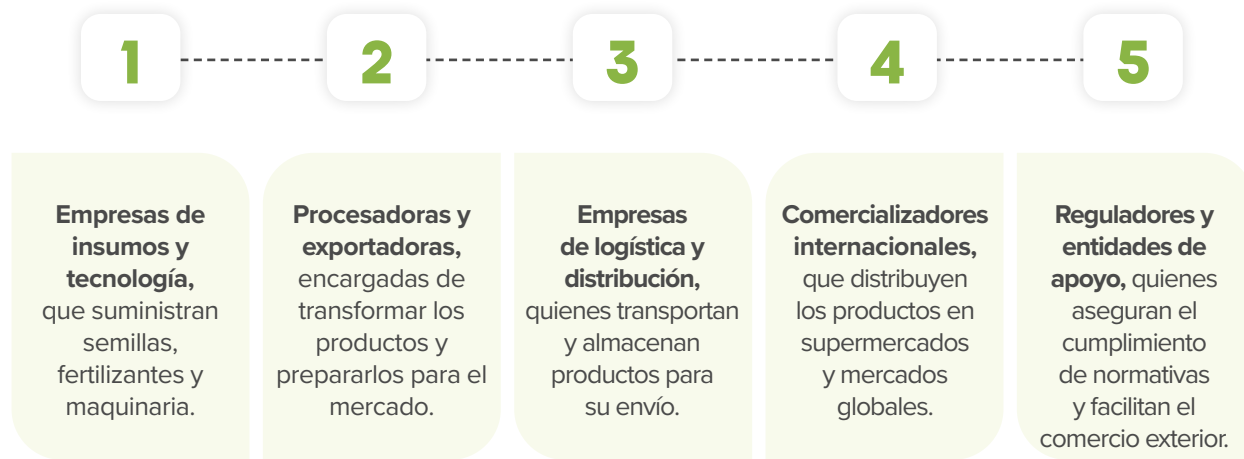 1
2
3
4
5
Empresas de
insumos y
tecnología,
que suministran
semillas,
fertilizantes y
maquinaria.
Procesadoras y
exportadoras,
encargadas de
transformar los
productos y
prepararlos para el
mercado.
Empresas
de logística y
distribución,
quienes transportan
y almacenan
productos para
su envío.
Comercializadores
internacionales,
que distribuyen
los productos en
supermercados
y mercados
globales.
Reguladores y
entidades de
apoyo, quienes
aseguran el
cumplimiento
de normativas
y facilitan el
comercio exterior.